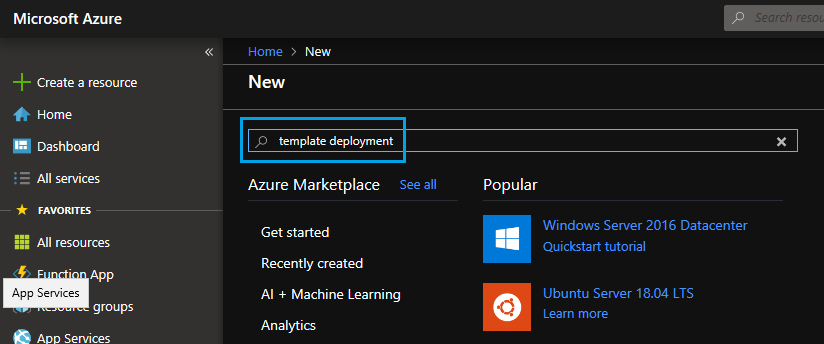 Microsoft Azure
Search resou
«
Home > New
Create a resource
New
Home
template deployment
Dashboard
Azure Marketplace See all
Popular
All services
FAVORITES
Get started
Windows Server 2016 Datacenter
Quickstart tutorial
All resources
Recently created
Function App
App Services
AI + Machine Learning
Ubuntu Server 18.04 LTS
Resource groups
Learn more
Analytics
App Services